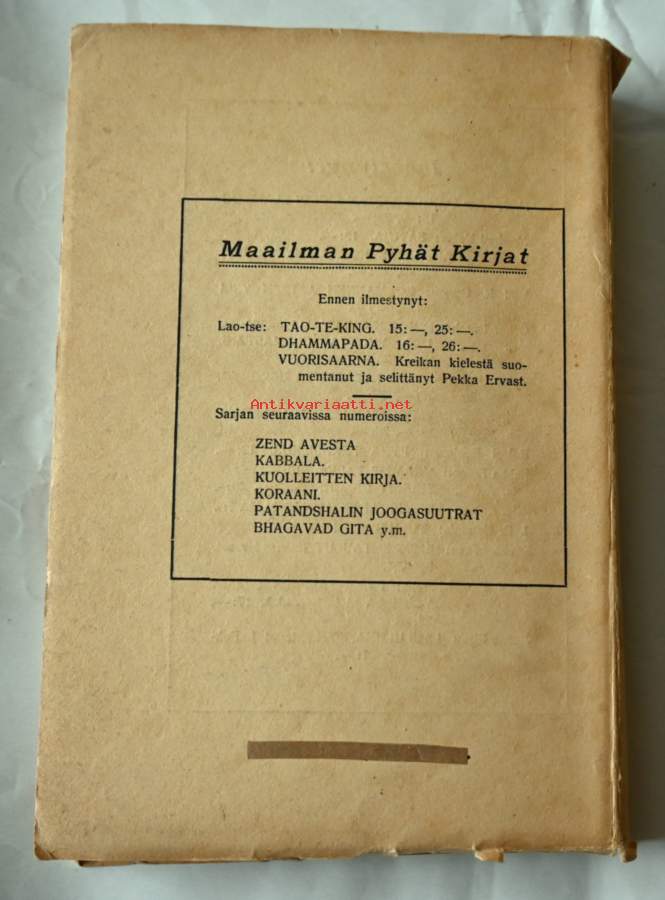 Maailman Pyhät Kirjat
Ennen ilmestynyt:
Lao-tse: TAO-TE-KING. 15:—, 25:—.
DHAMMAPADA. 16:—, 26:—.
VUORISAARNA. Kreikan kielestä suo-
mentanut ja selittänyt Pekka Ervast.
Antikvariaatti.net
Sarjan seuraavissa numeroissa:
ZEND AVESTA
KABBALA.
KUOLLEITTEN KIRJA.
KORAANI.
PATANDSHALIN JOOGASUUTRAT
BHAGAVAD GITA y.m.